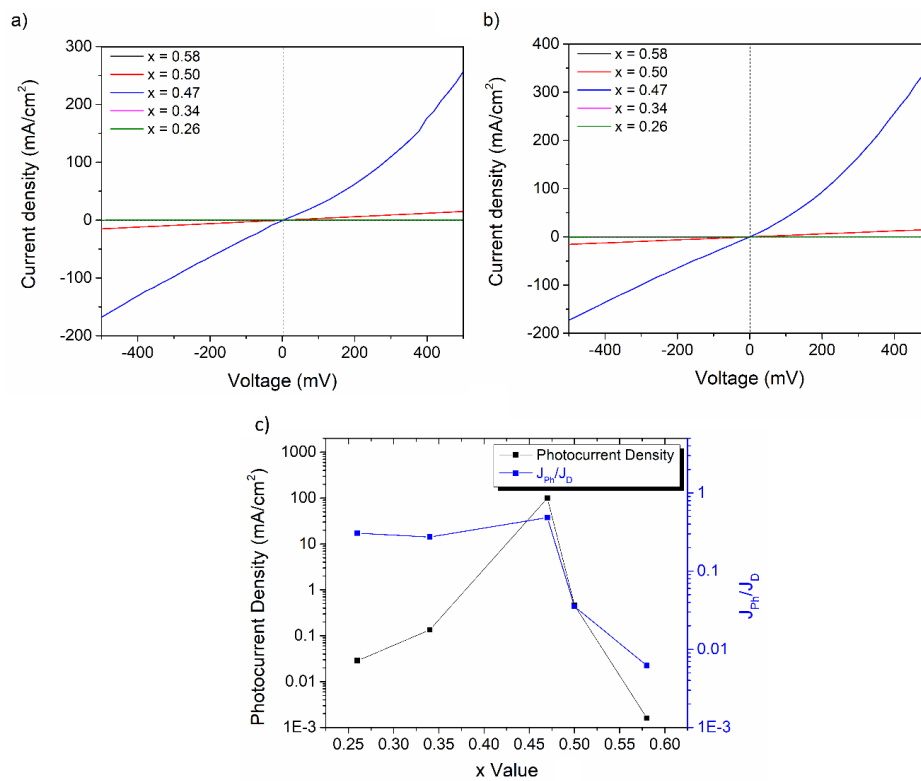 a)
300
200
100
0
-100
-200
Current density (mA/cm²)
x = 0.58
x = 0.50
x = 0.47
x = 0.34
x = 0.26
-400 -200 0 200 400
Voltage (mV)
b)
400
300
200
100
0
-100
-200
Current density (mA/cm²)
x = 0.58
x = 0.50
x = 0.47
x = 0.34
x = 0.26
-400 -200 0 200 400
Voltage (mV)
c)
1000
100
10
1
0.1
0.01
1E-3
Photocurrent Density (mA/cm²)
Photocurrent Density
J_Ph/J_D
1
0.1
0.01
1E-3
J_Ph/J_D
0.25 0.30 0.35 0.40 0.45 0.50 0.55 0.60
x Value